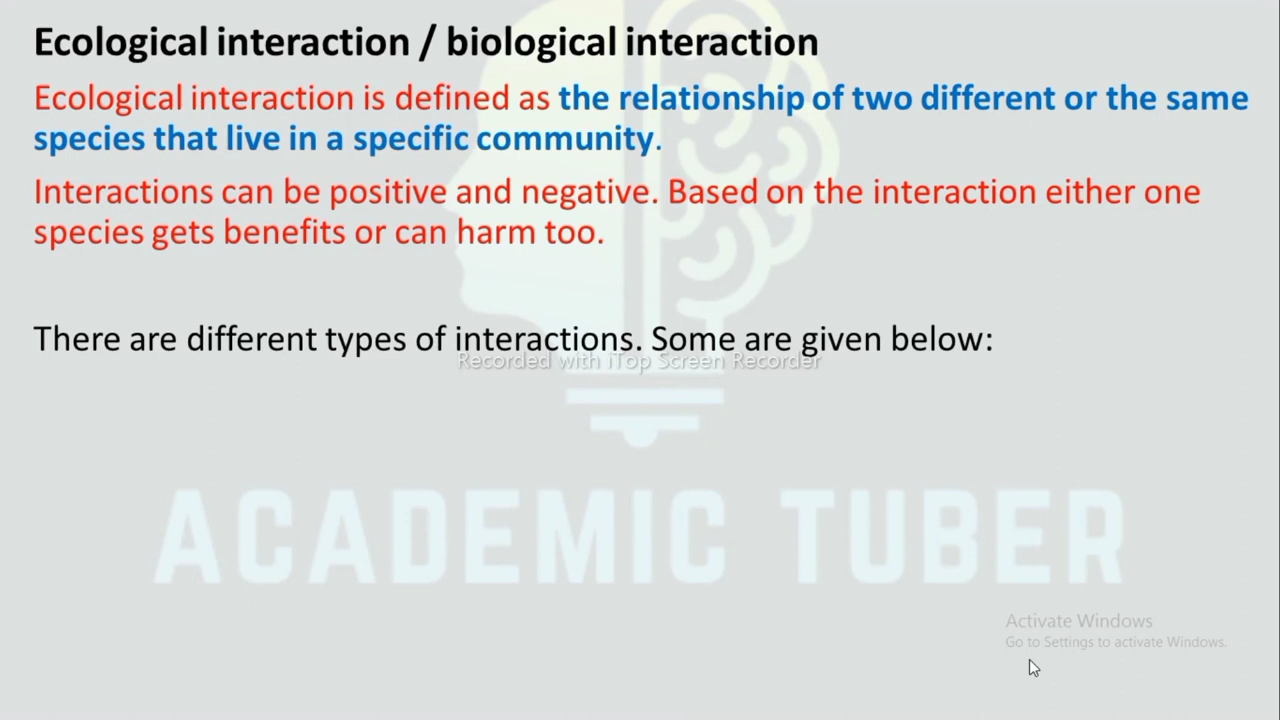 Ecological interaction / biological interaction
Ecological interaction is defined as the relationship of two different or the same
species that live in a specific community.
Interactions can be positive and negative. Based on the interaction either one
species gets benefits or can harm too.
There are different types of interactions. Some are given below:
Recorded with iTop Screen Recorder
ACADEMIC TUBER
Activate Windows
Go to Settings to activate Windows.